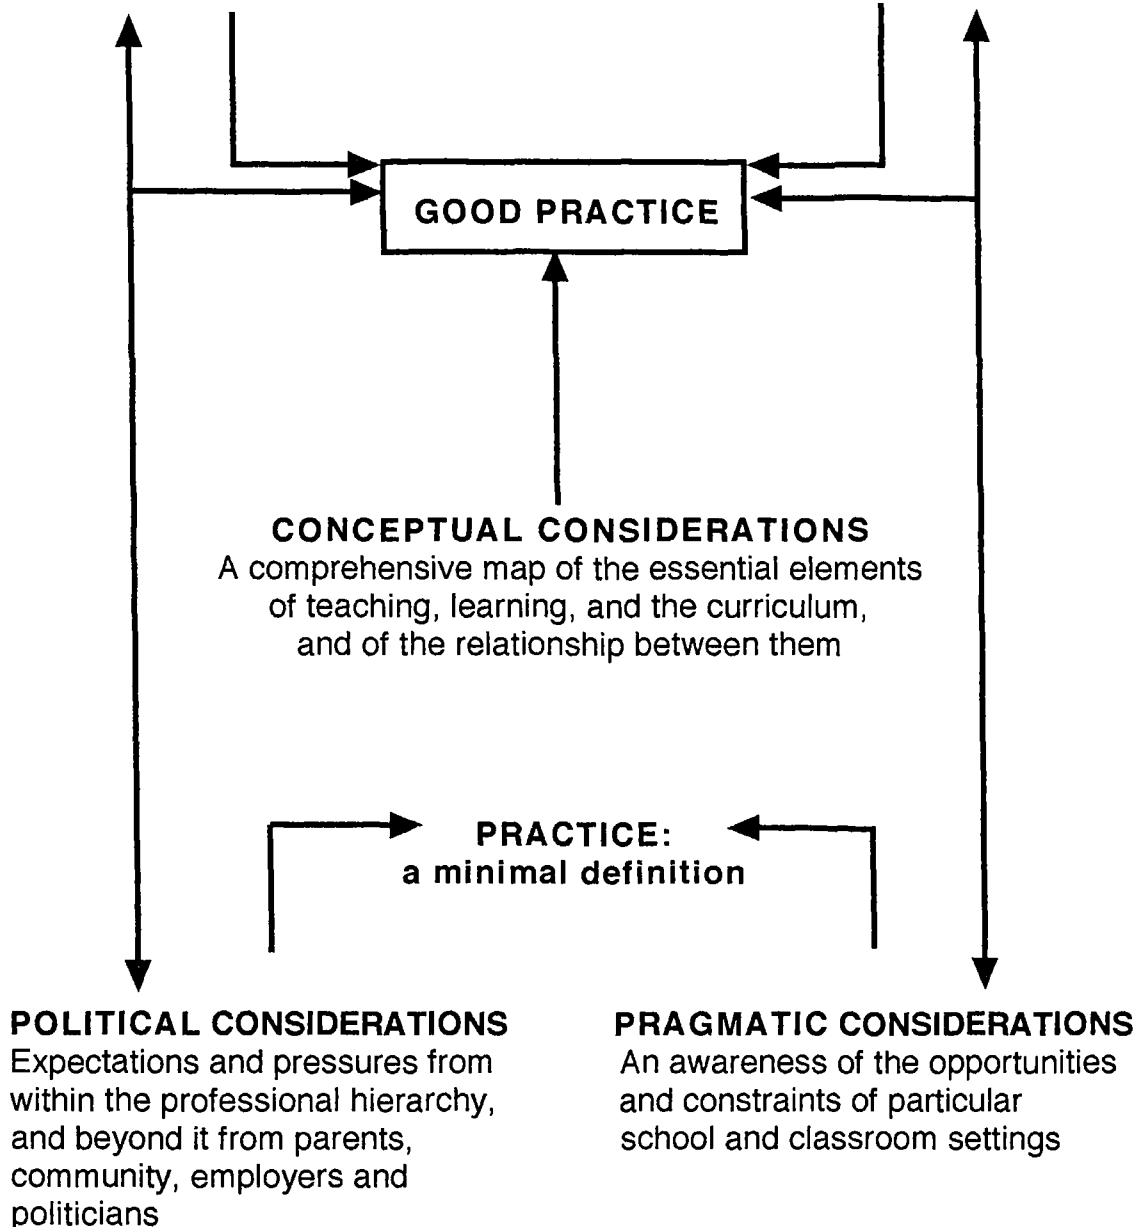 GOOD PRACTICE
CONCEPTUAL CONSIDERATIONS
A comprehensive map of the essential elements
of teaching, learning, and the curriculum,
and of the relationship between them
PRACTICE:
a minimal definition
POLITICAL CONSIDERATIONS
Expectations and pressures from
within the professional hierarchy,
and beyond it from parents,
community, employers and
politicians
PRAGMATIC CONSIDERATIONS
An awareness of the opportunities
and constraints of particular
school and classroom settings